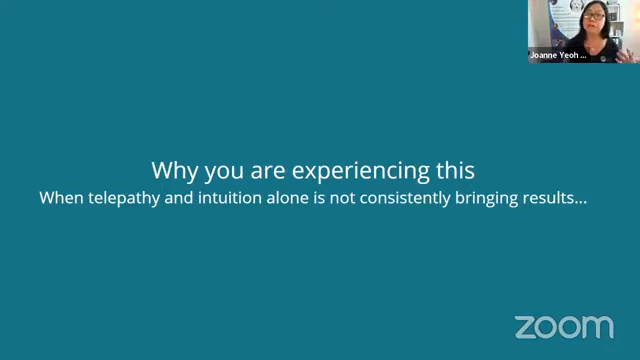 Joanne Yeoh ...
Why you are experiencing this
When telepathy and intuition alone is not consistently bringing results...
zoom